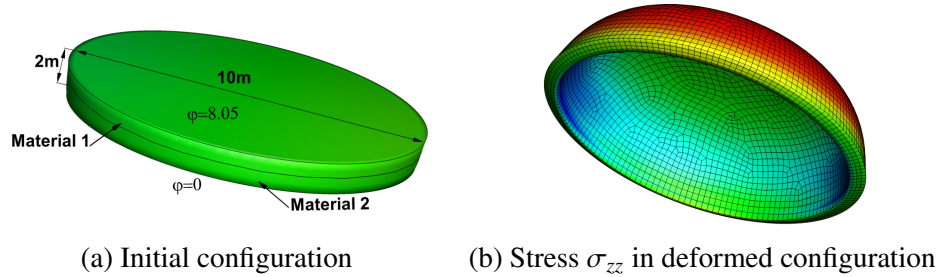 2m
10m
φ=8.05
Material 1
φ=0
Material 2
(a) Initial configuration
(b) Stress σzz in deformed configuration